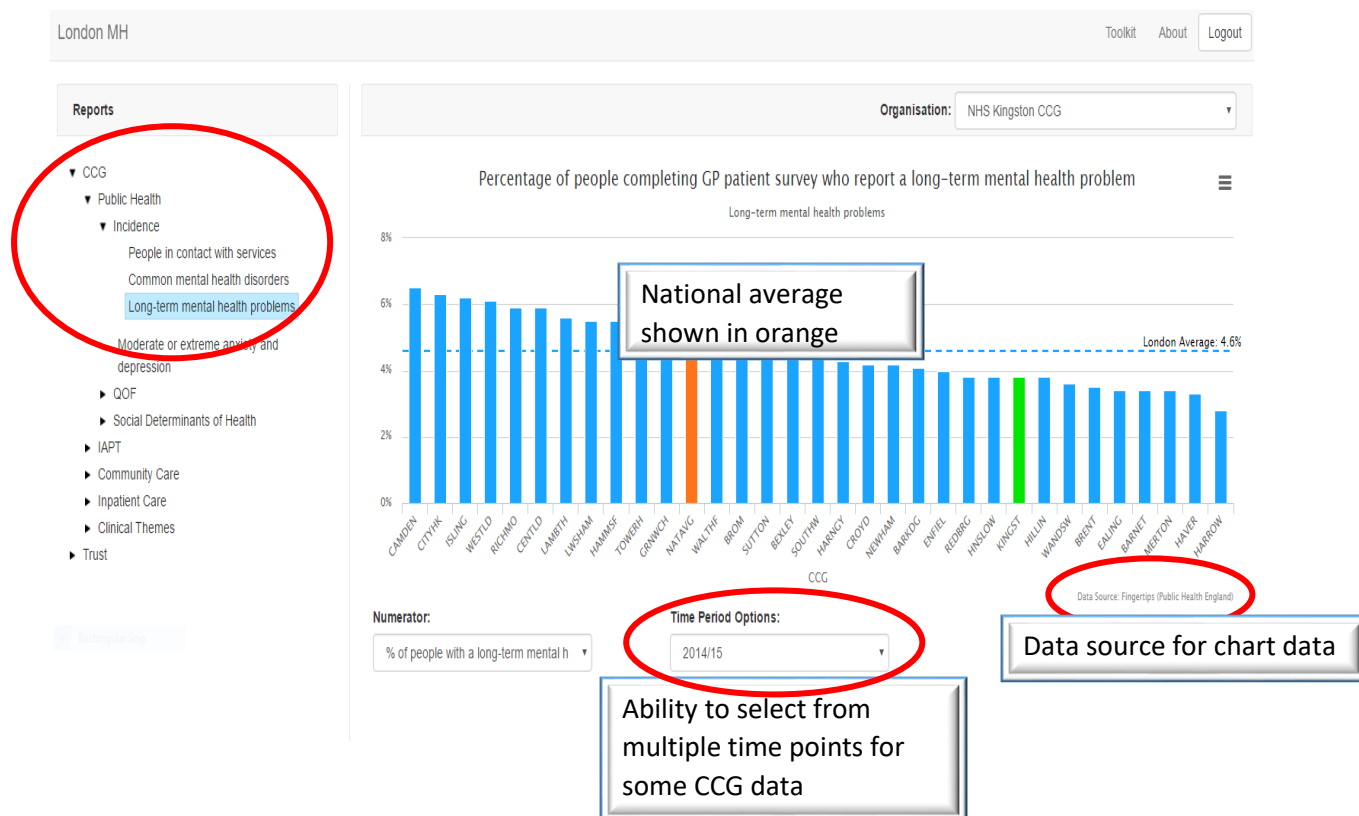 London MH
Toolkit About Logout
Reports
Organisation: NHS Kingston CCG
CCG
Public Health
Incidence
People in contact with services
Common mental health disorders
Long-term mental health problems
Moderate or extreme anxiety and
depression
QOF
Social Determinants of Health
IAPT
Community Care
Inpatient Care
Clinical Themes
Trust
Percentage of people completing GP patient survey who report a long-term mental health problem
Long-term mental health problems
8%
6%
4%
2%
0%
National average
shown in orange
London Average: 4.6%
CAMDEN CITYHK ISLING WESTLD RICHMO CENTLD LAMBTH LWSHAM HAMMSF TOWERH GRNWCH NATAVG WALTHF BROM SUTTON BEXLEY SOUTHW HARNGY CROYD NEWHAM BARKDG ENFIEL REDBRG HNSLOW KINGST HILLIN WANDSW BRENT EALING BARNET MERTON HAVER HARROW
CCG
Data Source: Fingertips (Public Health England)
Numerator:
% of people with a long-term mental h
Time Period Options:
2014/15
Data source for chart data
Ability to select from
multiple time points for
some CCG data